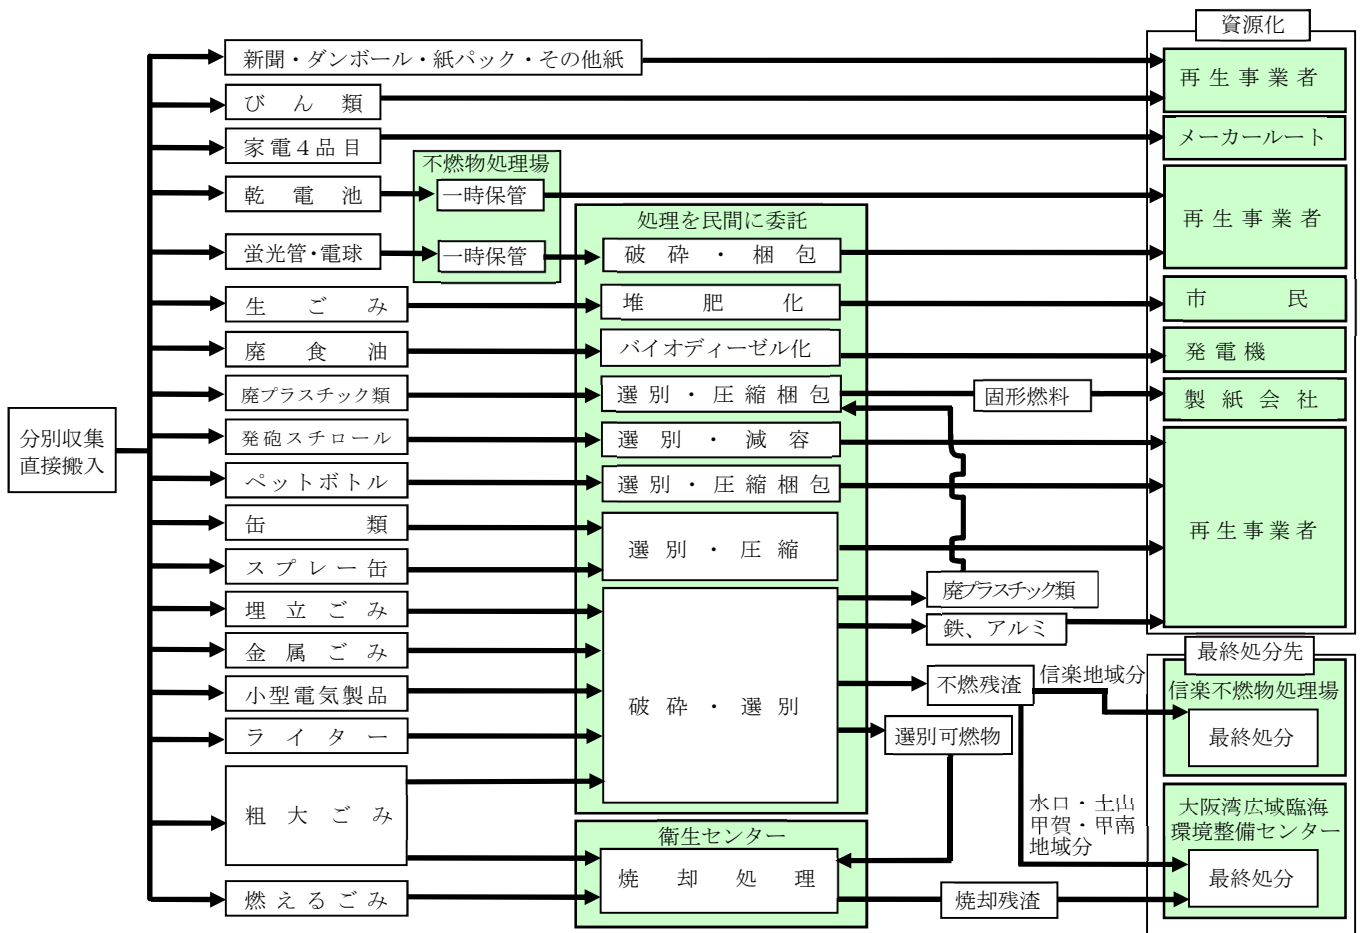 資源化
新聞・ダンボール・紙パック・その他紙
再生事業者
びん類
家電４品目
メーカールート
不燃物処理場
乾電池
一時保管
再生事業者
処理を民間に委託
蛍光管・電球
一時保管
破砕・梱包
生ごみ
堆肥化
市民
廃食油
バイオディーゼル化
発電機
廃プラスチック類
選別・圧縮梱包
固形燃料
製紙会社
分別収集
直接搬入
発砲スチロール
選別・減容
ペットボトル
選別・圧縮梱包
再生事業者
缶類
選別・圧縮
スプレー缶
廃プラスチック類
埋立ごみ
鉄、アルミ
金属ごみ
最終処分先
不燃残渣
信楽地域分
信楽不燃物処理場
小型電気製品
破砕・選別
最終処分
ライター
選別可燃物
粗大ごみ
水口・土山
甲賀・甲南
地域分
大阪湾広域臨海
環境整備センター
衛生センター
焼却処理
最終処分
燃えるごみ
焼却残渣